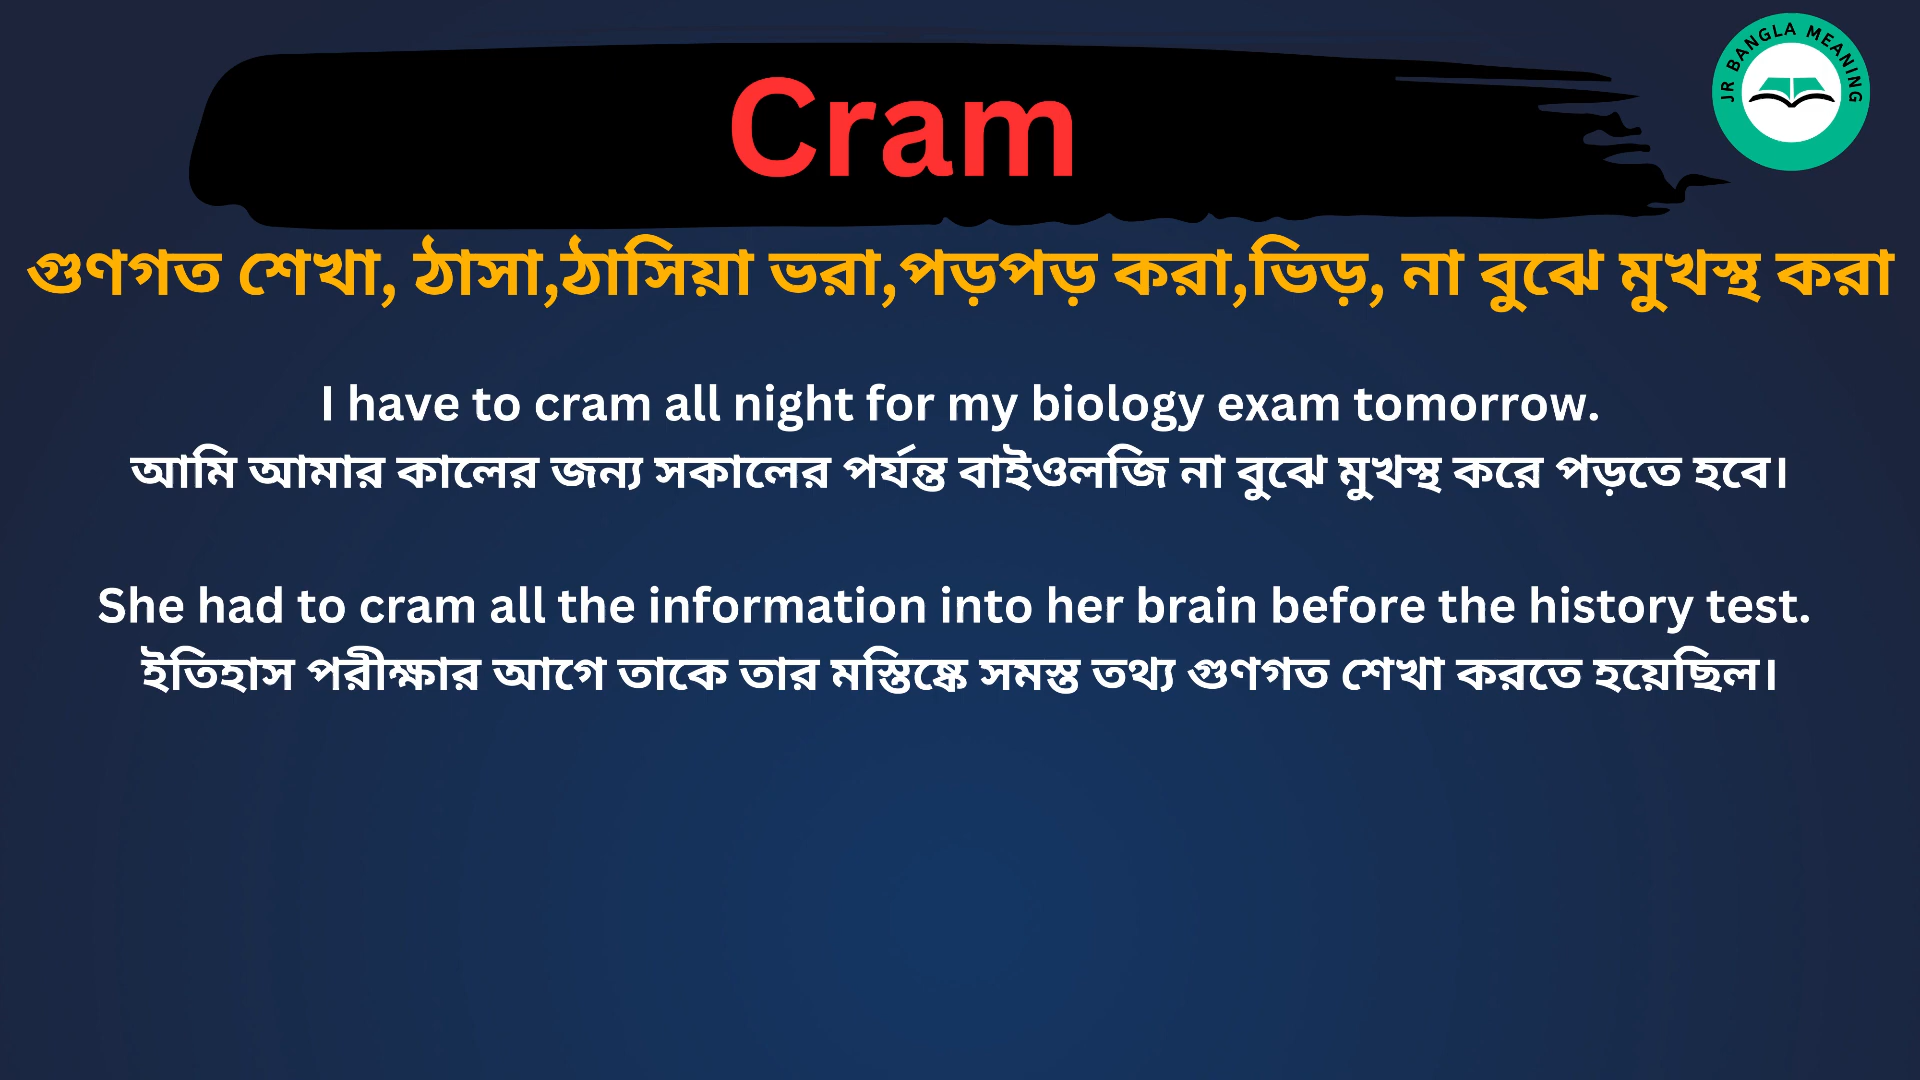 JR BANGLA MEANING
Cram
গুণগত শেখা, ঠাসা,ঠাসিয়া ভরা,পড়পড় করা,ভিড়, না বুঝে মুখস্থ করা
I have to cram all night for my biology exam tomorrow.
আমি আমার কালের জন্য সকালের পর্যন্ত বাইওলজি না বুঝে মুখস্থ করে পড়তে হবে।
She had to cram all the information into her brain before the history test.
ইতিহাস পরীক্ষার আগে তাকে তার মস্তিষ্কে সমস্ত তথ্য গুণগত শেখা করতে হয়েছিল।